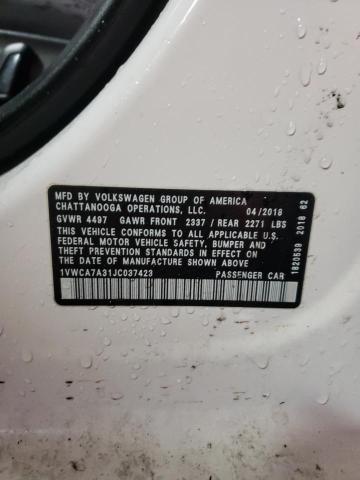 MFD BY VOLKSWAGEN GROUP OF AMERICA
CHATTANOOGA OPERATIONS, LLC. 04/2018
GVWR 4497 GAWR FRONT 2337 / REAR 2271 LBS
THIS VEHICLE CONFORMS TO ALL APPLICABLE U.S.
FEDERAL MOTOR VEHICLE SAFETY, BUMPER AND
THEFT PREVENTION STANDARDS IN EFFECT ON
THE DATE OF MANUFACTURE SHOWN ABOVE
1VWCA7A31JC037423 PASSENGER CAR
1820539 2018 62